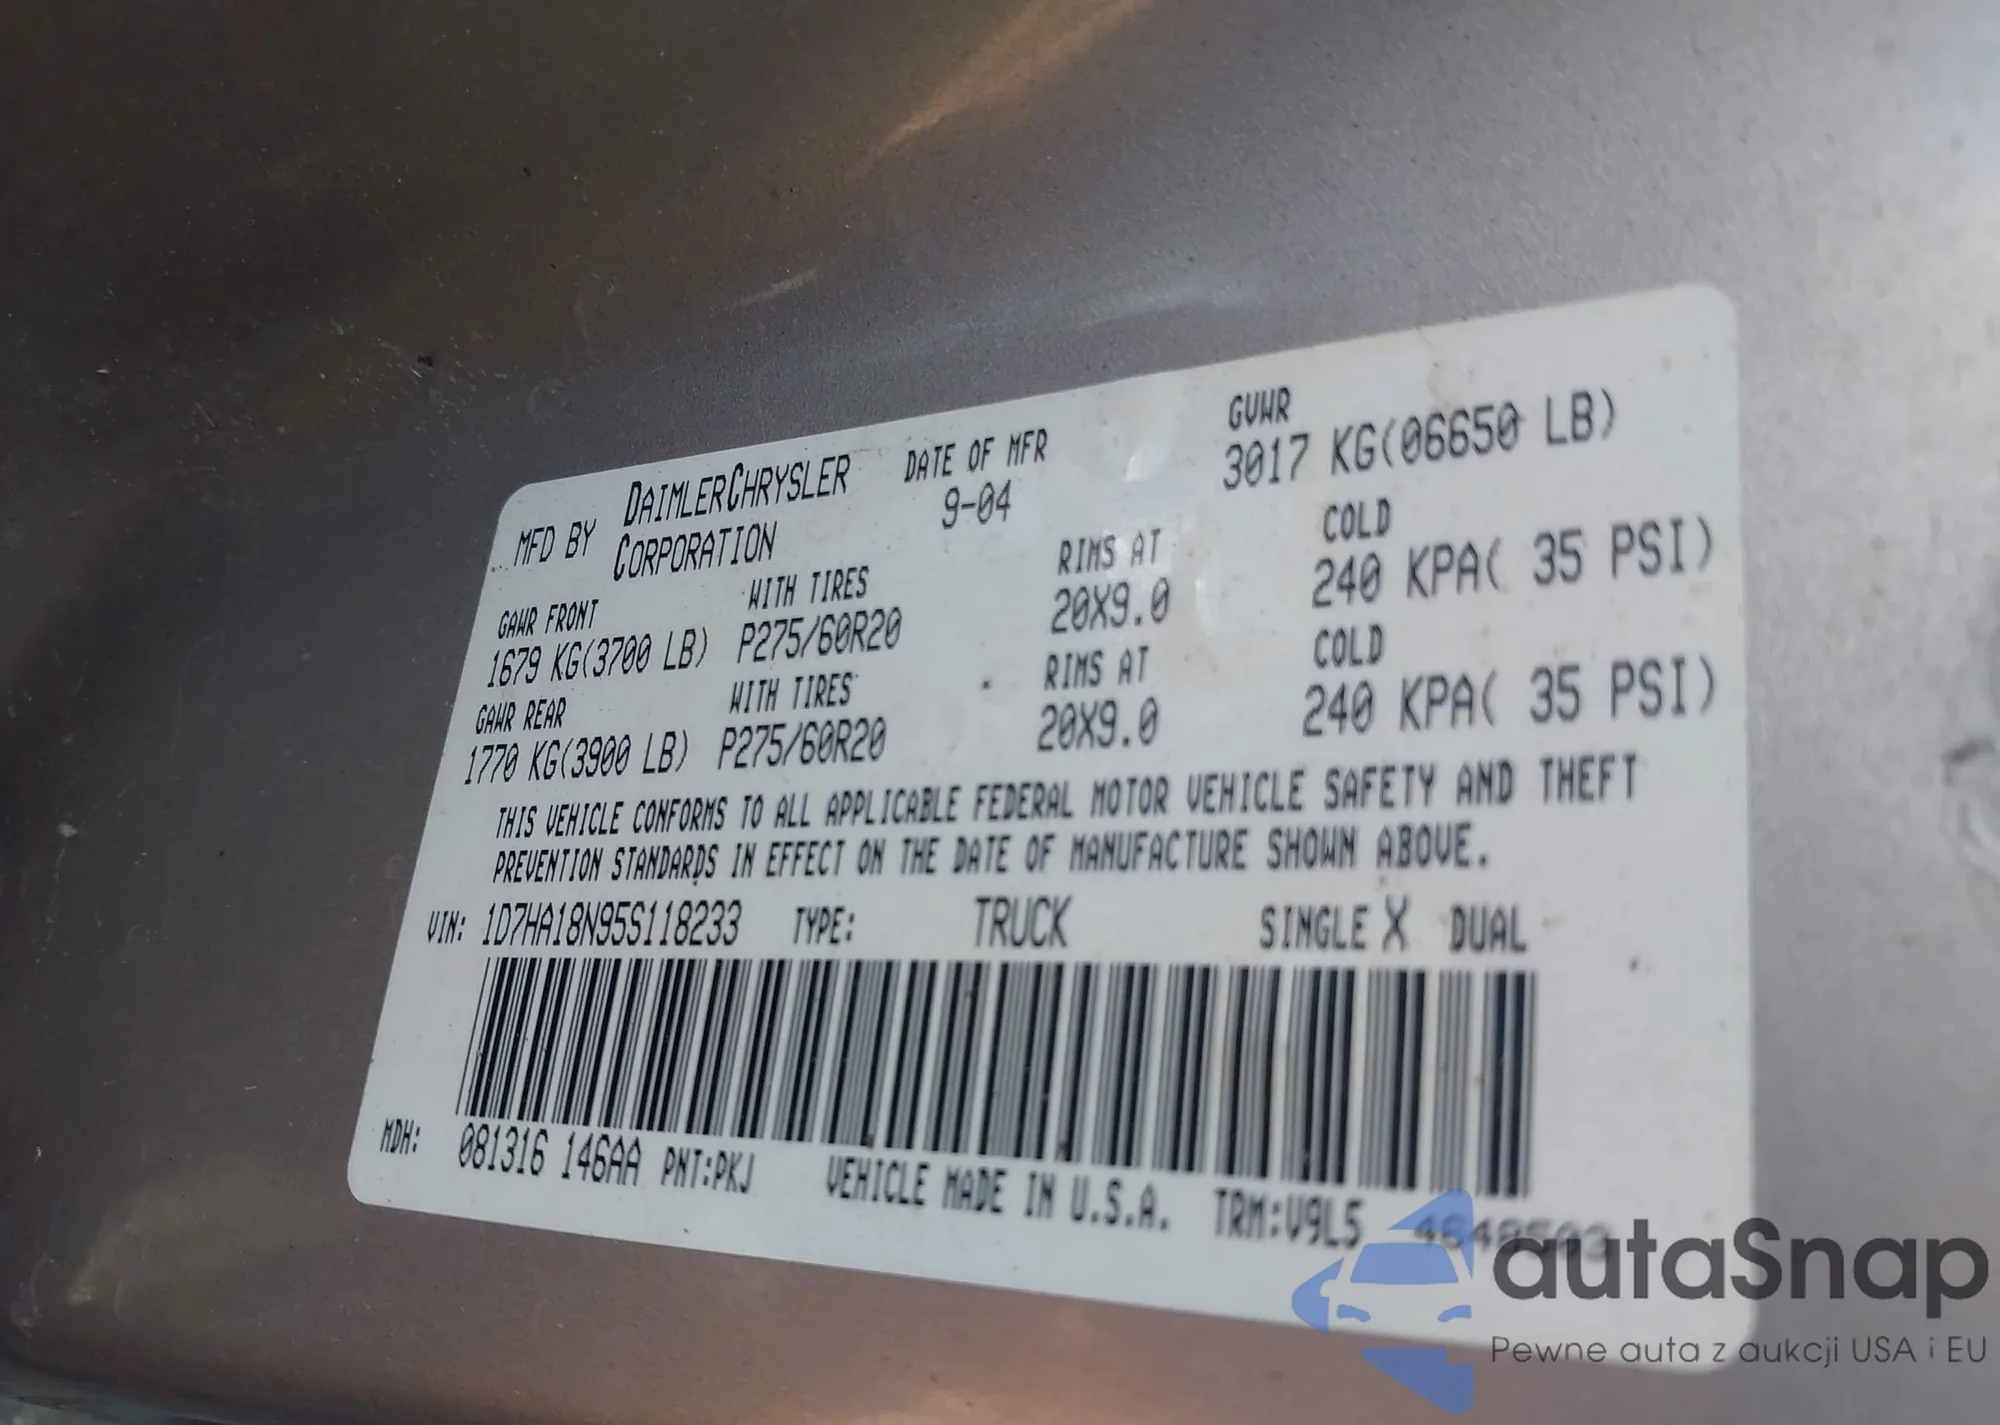 MFD BY DAIMLERCHRYSLER CORPORATION
DATE OF MFR
9-04
GVWR
3017 KG(06650 LB)
GAWR FRONT WITH TIRES RIMS AT COLD
1679 KG(3700 LB) P275/60R20 20X9.0 240 KPA( 35 PSI)
GAWR REAR WITH TIRES RIMS AT COLD
1770 KG(3900 LB) P275/60R20 20X9.0 240 KPA( 35 PSI)
THIS VEHICLE CONFORMS TO ALL APPLICABLE FEDERAL MOTOR VEHICLE SAFETY AND THEFT
PREVENTION STANDARDS IN EFFECT ON THE DATE OF MANUFACTURE SHOWN ABOVE.
VIN: 1D7HA18N95S118233 TYPE: TRUCK SINGLE X DUAL
MDH: 081316 146AA PNT:PKJ VEHICLE MADE IN U.S.A. TRM:V9L5
autaSnap
Pewne auta z aukcji USA i EU